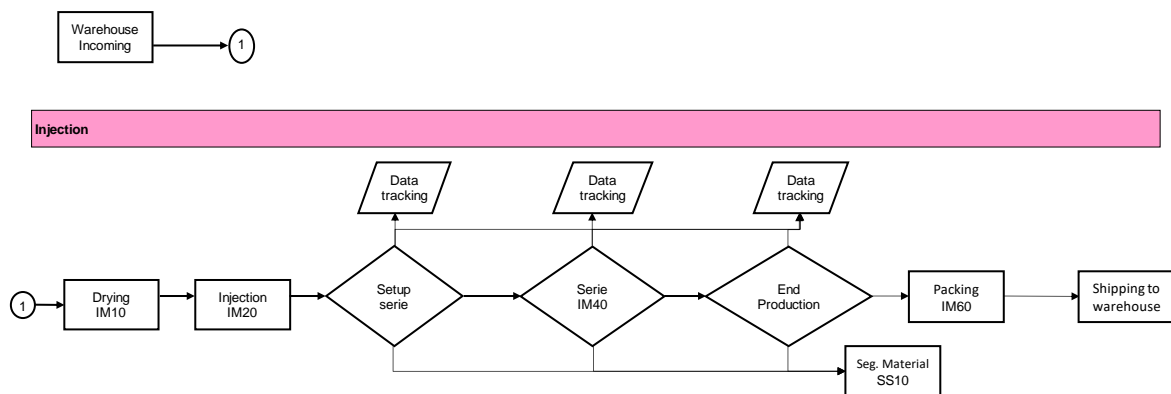 Warehouse
Incoming
1
Injection
Data
tracking
Data
tracking
Data
tracking
1
Drying
IM10
Injection
IM20
Setup
serie
Serie
IM40
End
Production
Packing
IM60
Shipping to
warehouse
Seg. Material
SS10